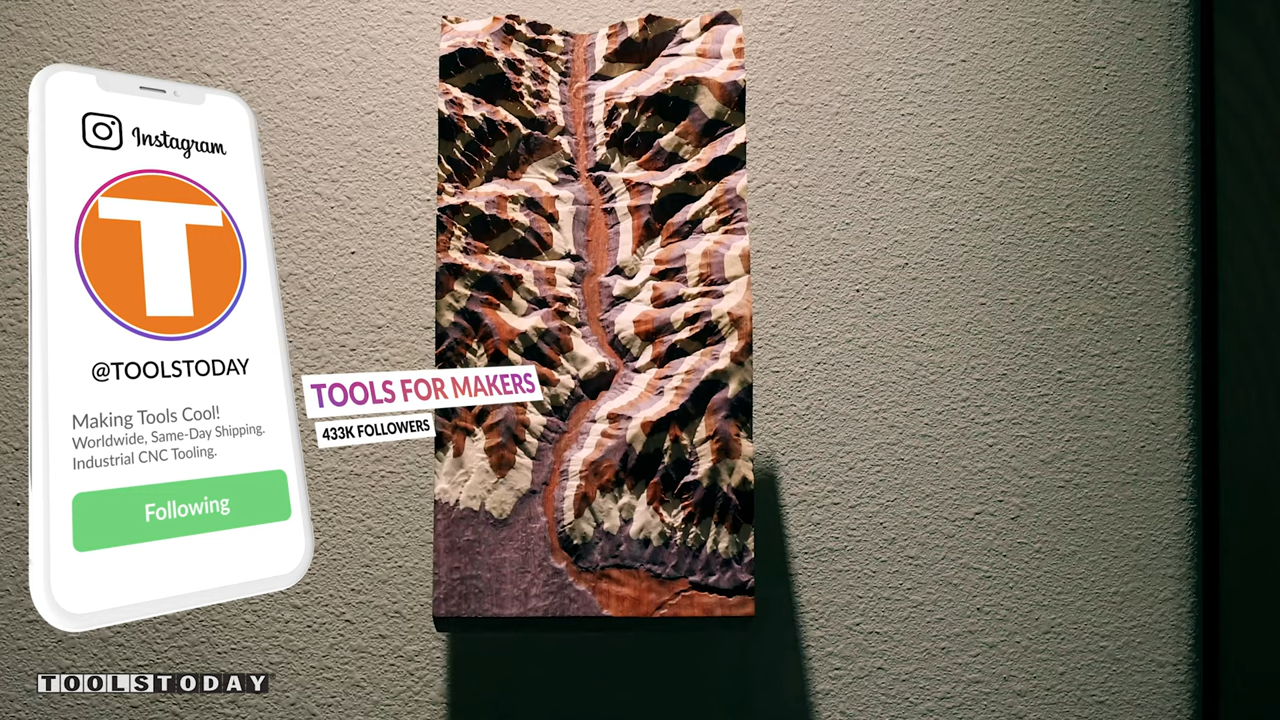 Instagram
T
@TOOLSTODAY
Making Tools Cool!
Worldwide, Same-Day Shipping.
Industrial CNC Tooling.
Following
TOOLS FOR MAKERS
433K FOLLOWERS
TOOLSTODAY